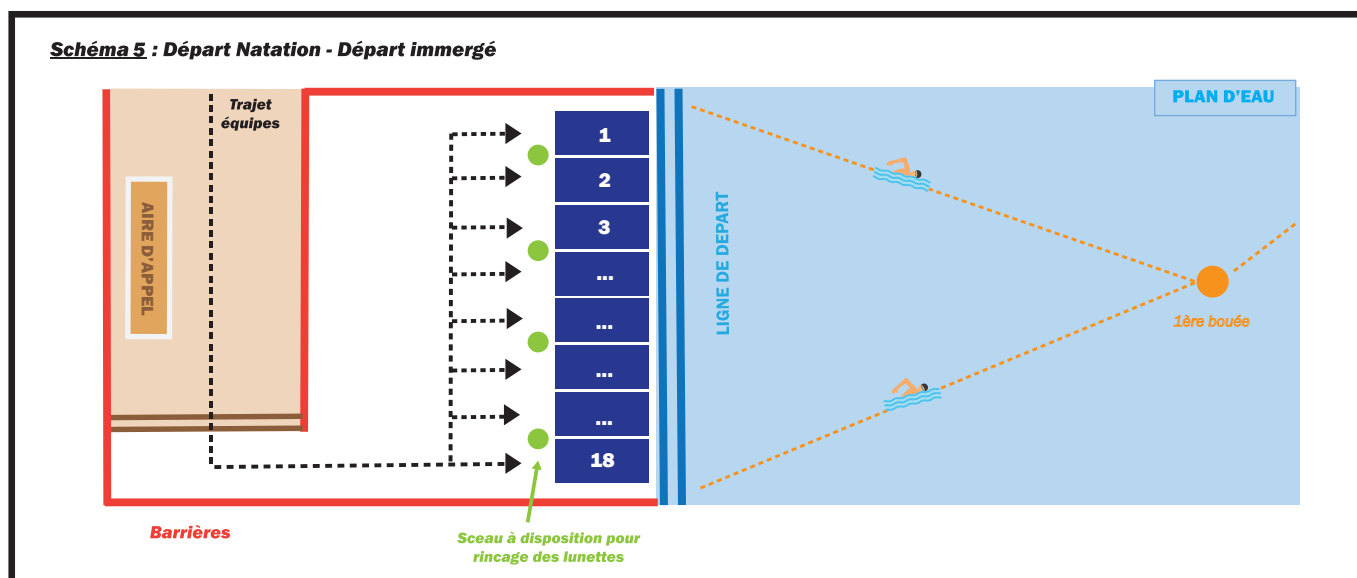 Schéma 5 : Départ Natation - Départ immergé
Trajet
équipes
PLAN D'EAU
AIRE D'APPEL
1
2
3
...
...
...
...
18
LIGNE DE DEPART
1ère bouée
Barrières
Sceau à disposition pour
rincage des lunettes